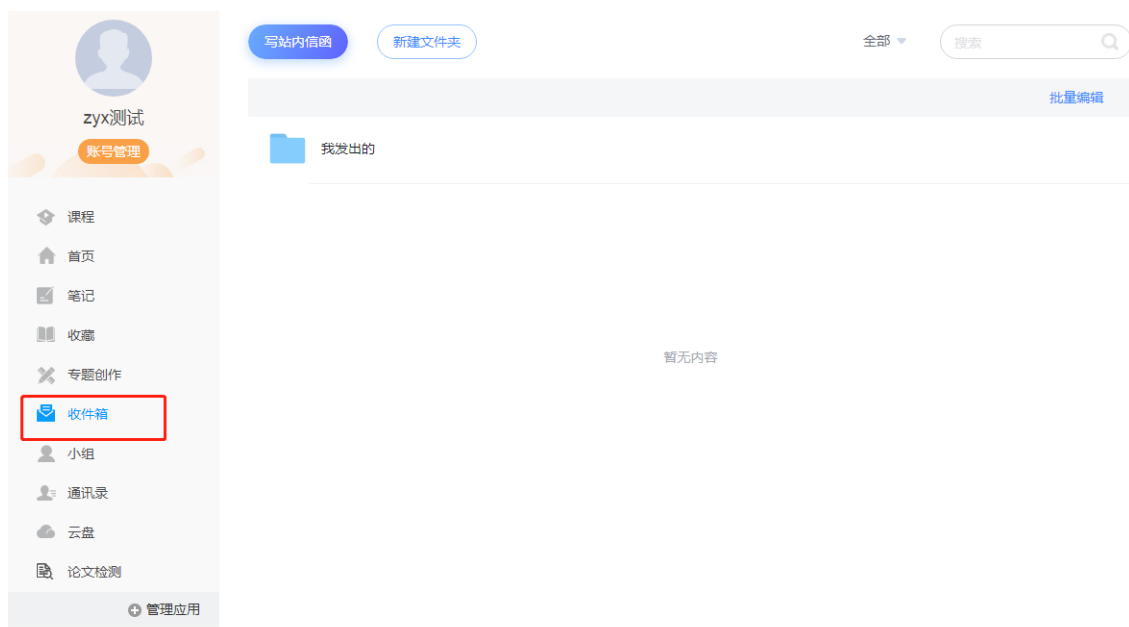 zyx测试
账号管理
课程
首页
笔记
收藏
专题创作
收件箱
小组
通讯录
云盘
论文检测
管理应用
写站内信函
新建文件夹
全部
搜索
批量编辑
我发出的
暂无内容